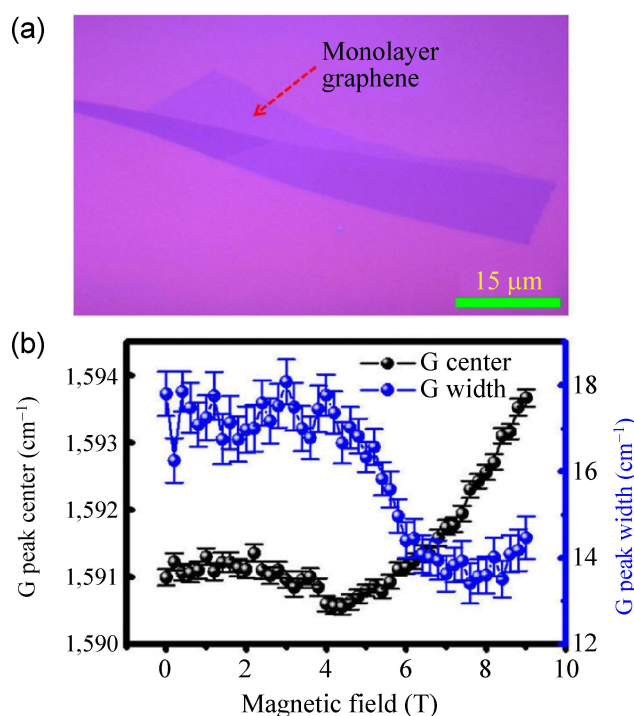 (a)
Monolayer
graphene
15 µm
(b)
G center
G width
1,594
1,593
1,592
1,591
1,590
G peak center (cm⁻¹)
18
16
14
12
G peak width (cm⁻¹)
0 2 4 6 8 10
Magnetic field (T)